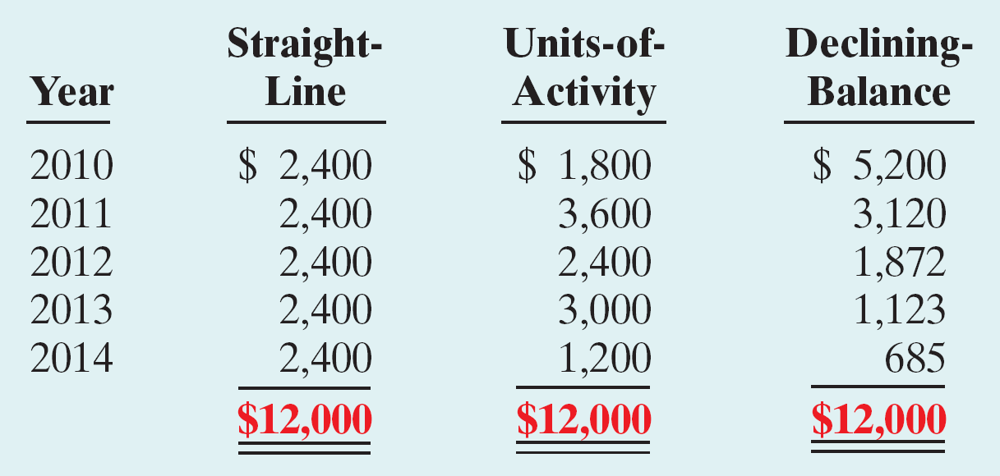 Straight- Units-of- Declining-
Year Line Activity Balance
2010 $ 2,400 $ 1,800 $ 5,200
2011 2,400 3,600 3,120
2012 2,400 2,400 1,872
2013 2,400 3,000 1,123
2014 2,400 1,200 685
$12,000 $12,000 $12,000